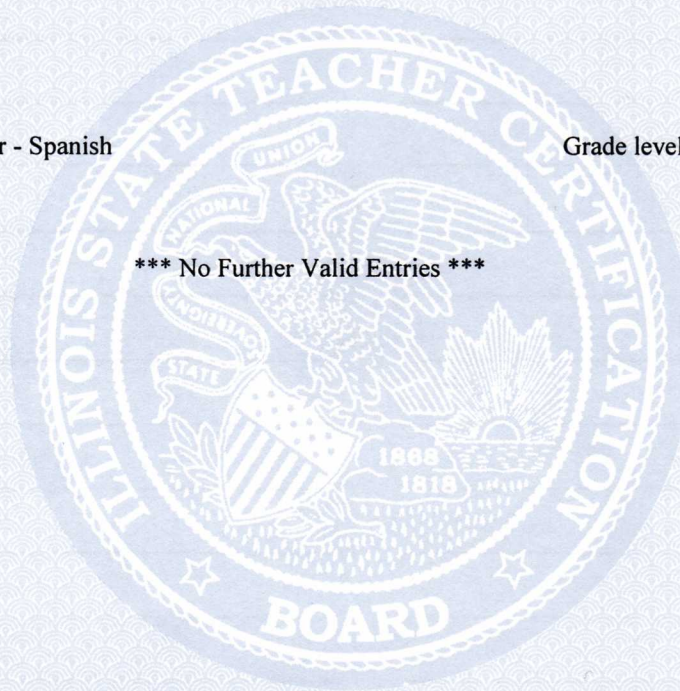 r - Spanish Grade level
*** No Further Valid Entries ***
ILLINOIS STATE TEACHER CERTIFICATION
BOARD
UNION
NATIONAL
SOVEREIGNTY
STATE
1868
1818